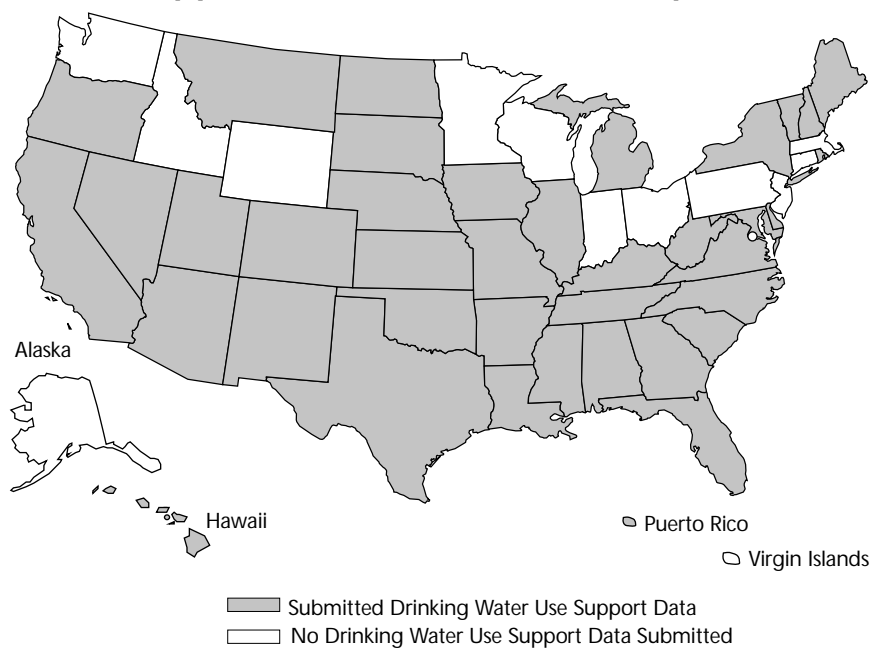 Alaska
Hawaii
Puerto Rico
Virgin Islands
Submitted Drinking Water Use Support Data
No Drinking Water Use Support Data Submitted